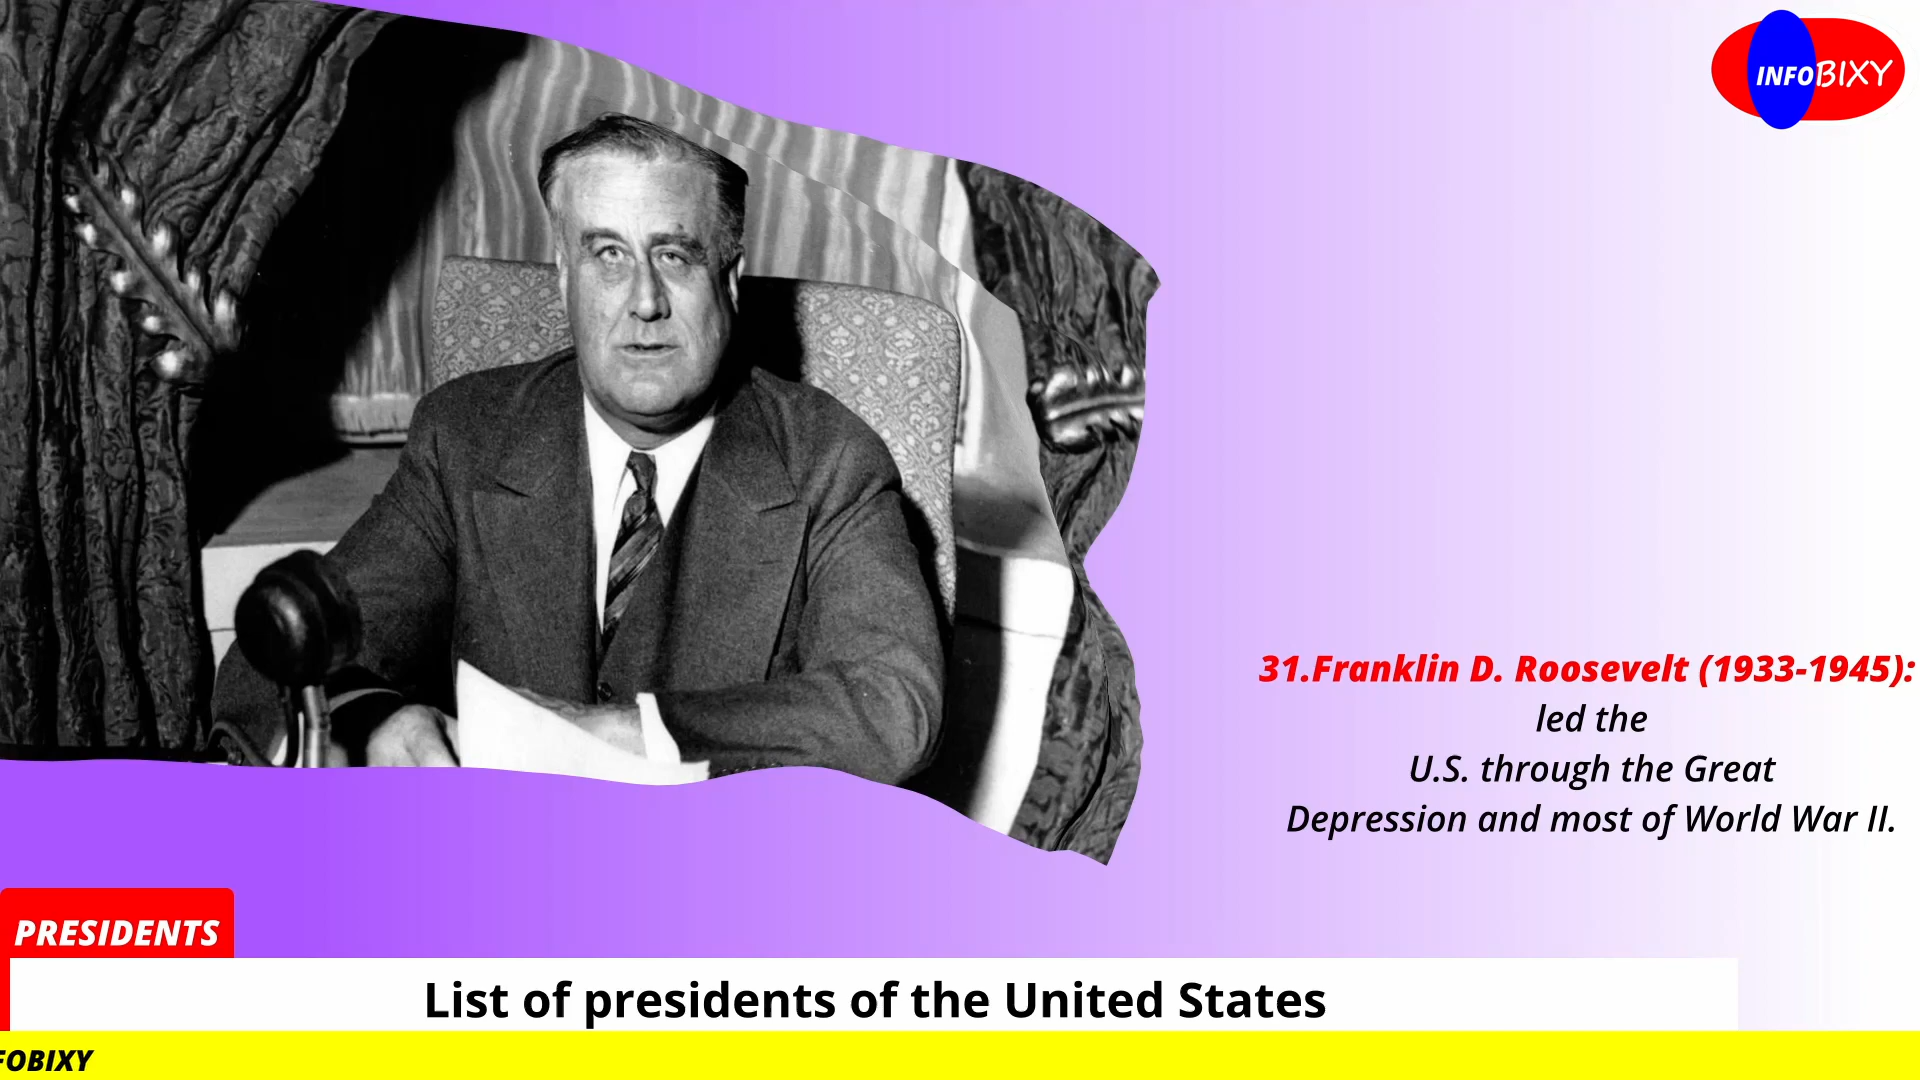 INFOBIXY
31.Franklin D. Roosevelt (1933-1945):
led the
U.S. through the Great
Depression and most of World War II.
PRESIDENTS
List of presidents of the United States
FOBIXY